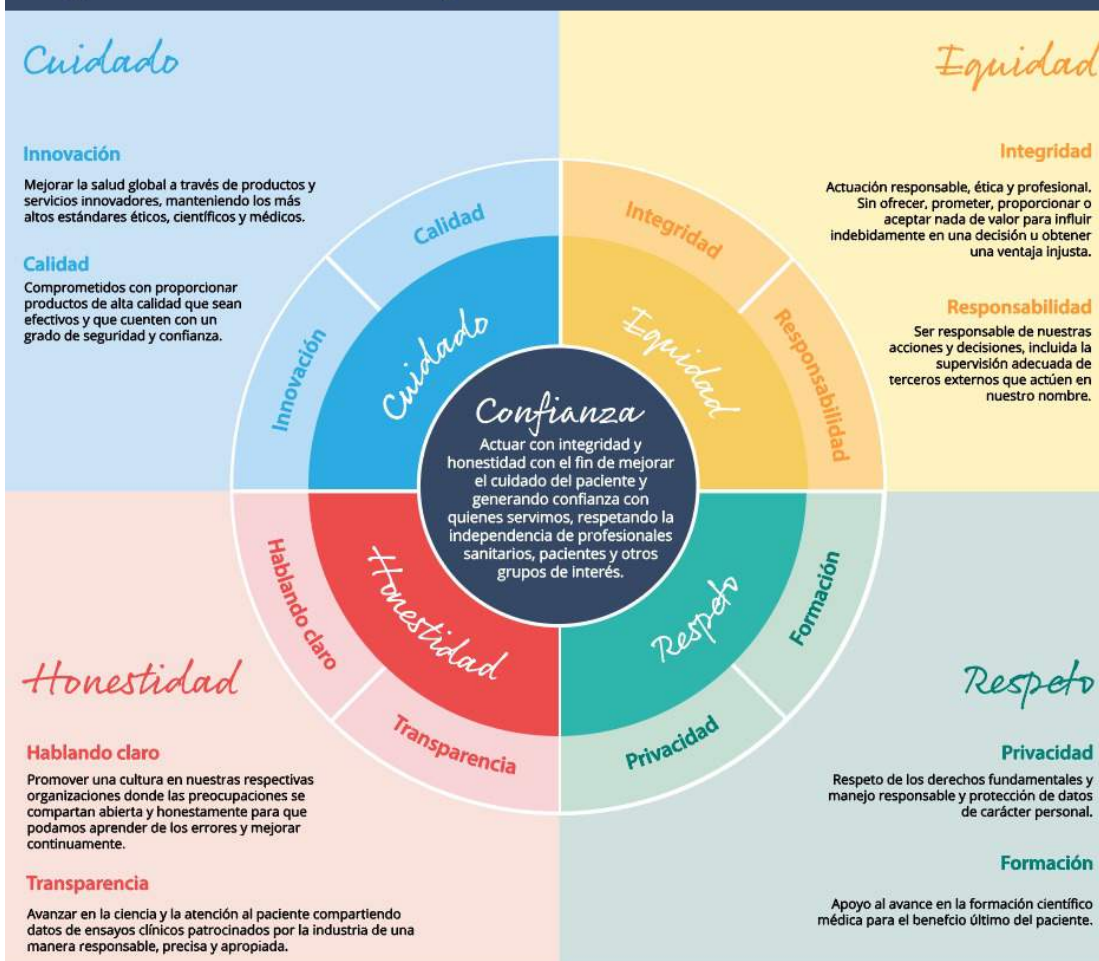 Cuidado
Innovación
Mejorar la salud global a través de productos y
servicios innovadores, manteniendo los más
altos estándares éticos, científicos y médicos.
Calidad
Comprometidos con proporcionar
productos de alta calidad que sean
efectivos y que cuenten con un
grado de seguridad y confianza.
Equidad
Integridad
Actuación responsable, ética y profesional.
Sin ofrecer, prometer, proporcionar o
aceptar nada de valor para influir
indebidamente en una decisión u obtener
una ventaja injusta.
Responsabilidad
Ser responsable de nuestras
acciones y decisiones, incluida la
supervisión adecuada de
terceros externos que actúen en
nuestro nombre.
Innovación
Calidad
Cuidado
Integridad
Responsabilidad
Equidad
Confianza
Actuar con integridad y
honestidad con el fin de mejorar
el cuidado del paciente y
generando confianza con
quienes servimos, respetando la
independencia de profesionales
sanitarios, pacientes y otros
grupos de interés.
Hablando claro
Transparencia
Honestidad
Respeto
Formación
Privacidad
Honestidad
Hablando claro
Promover una cultura en nuestras respectivas
organizaciones donde las preocupaciones se
compartan abierta y honestamente para que
podamos aprender de los errores y mejorar
continuamente.
Transparencia
Avanzar en la ciencia y la atención al paciente compartiendo
datos de ensayos clínicos patrocinados por la industria de una
manera responsable, precisa y apropiada.
Respeto
Privacidad
Respeto de los derechos fundamentales y
manejo responsable y protección de datos
de carácter personal.
Formación
Apoyo al avance en la formación científico
médica para el benefcio último del paciente.